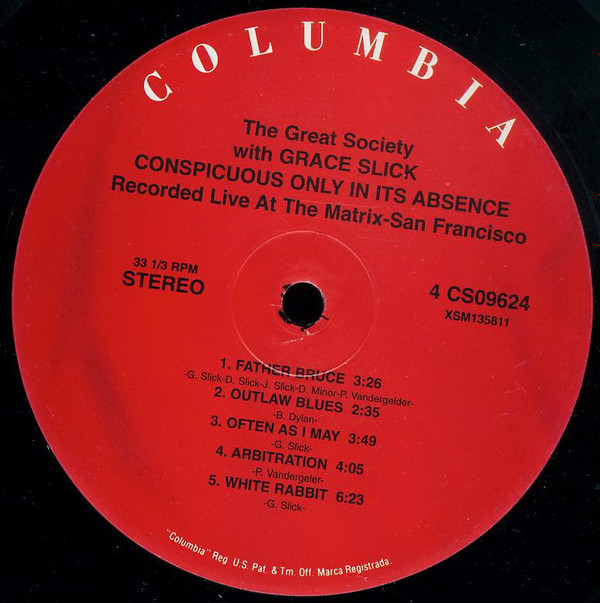 COLUMBIA
The Great Society
with GRACE SLICK
CONSPICUOUS ONLY IN ITS ABSENCE
Recorded Live At The Matrix-San Francisco
33 1/3 RPM
STEREO
4 CS09624
XSM135811
1. FATHER BRUCE 3:26
-G. Slick-D. Slick-J. Slick-D. Minor-P. Vandergelder-
2. OUTLAW BLUES 2:35
-B. Dylan-
3. OFTEN AS I MAY 3:49
-G. Slick-
4. ARBITRATION 4:05
-P. Vandergeler-
5. WHITE RABBIT 6:23
-G. Slick-
"Columbia" Reg. U.S. Pat. & Tm. Off. Marca Registrada.